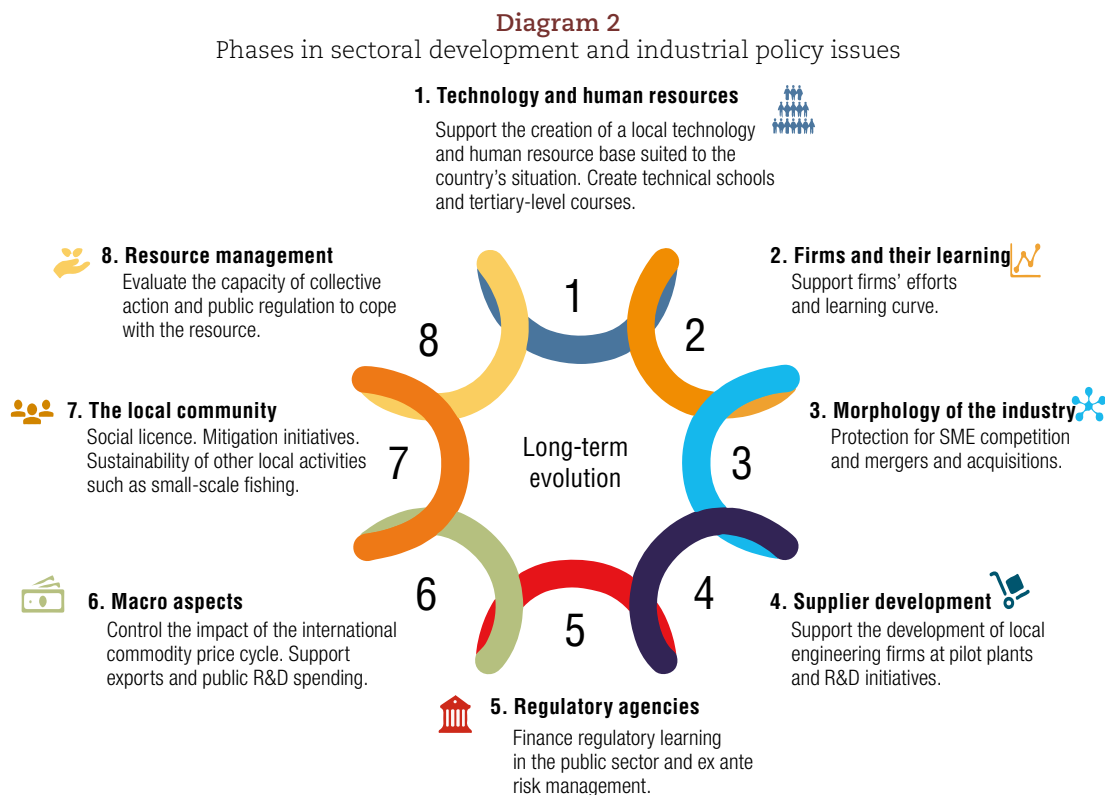 Diagram 2
Phases in sectoral development and industrial policy issues
1. Technology and human resources
Support the creation of a local technology
and human resource base suited to the
country's situation. Create technical schools
and tertiary-level courses.
2. Firms and their learning
Support firms' efforts
and learning curve.
3. Morphology of the industry
Protection for SME competition
and mergers and acquisitions.
4. Supplier development
Support the development of local
engineering firms at pilot plants
and R&D initiatives.
5. Regulatory agencies
Finance regulatory learning
in the public sector and ex ante
risk management.
6. Macro aspects
Control the impact of the international
commodity price cycle. Support
exports and public R&D spending.
7. The local community
Social licence. Mitigation initiatives.
Sustainability of other local activities
such as small-scale fishing.
8. Resource management
Evaluate the capacity of collective
action and public regulation to cope
with the resource.
1
2
3
4
5
6
7
8
Long-term
evolution